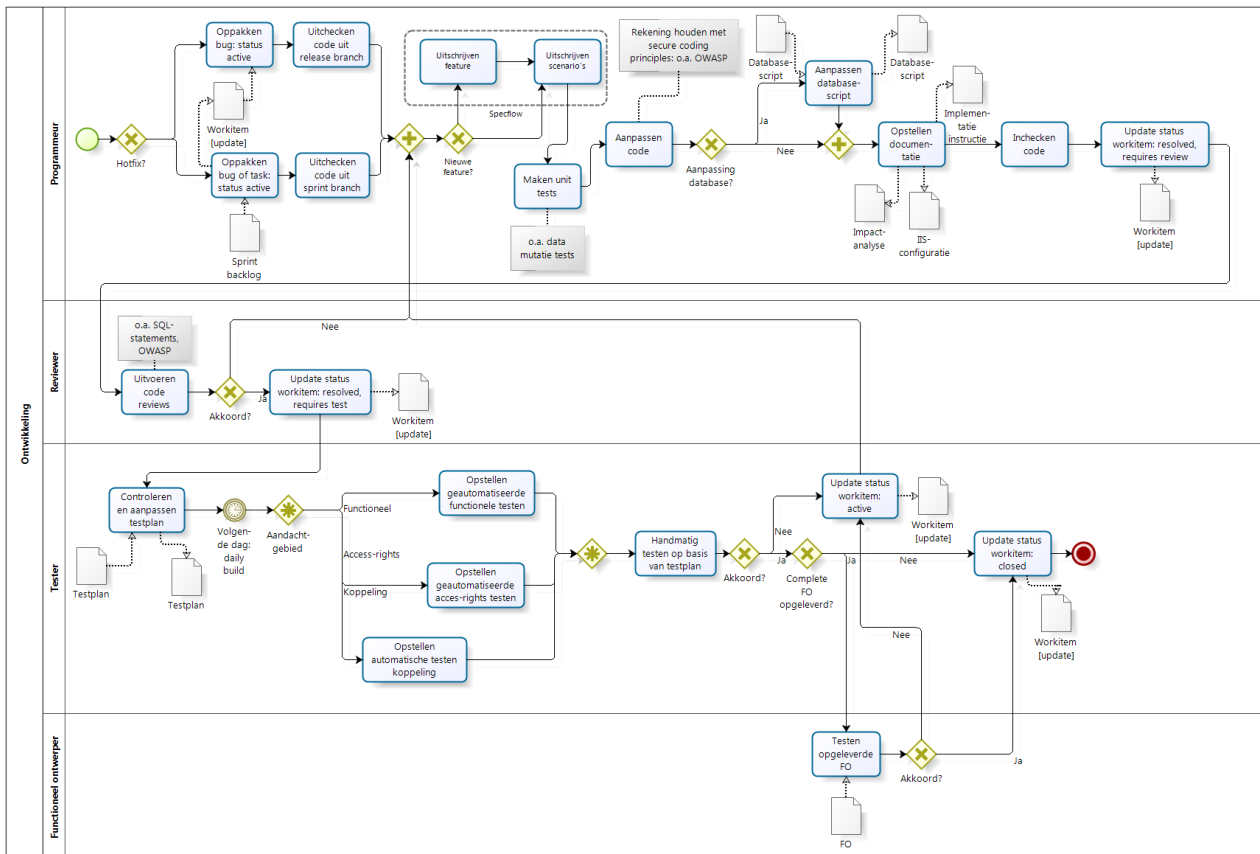 Ontwikkeling
Programmeur
Hotfix?
Oppakken
bug: status
active
Uitchecken
code uit
release branch
Workitem
[update]
Oppakken
bug of task:
status active
Uitchecken
code uit
sprint branch
Sprint
backlog
Nieuwe
feature?
Uitschrijven
feature
Uitschrijven
scenario's
Specflow
Maken unit
tests
o.a. data
mutatie tests
Rekening houden met
secure coding
principles: o.a. OWASP
Aanpassen
code
Aanpassing
database?
Ja
Nee
Database-
script
Aanpassen
database-
script
Database-
script
Opstellen
documen-
tatie
Implemen-
tatie
instructie
Impact-
analyse
IIS-
configuratie
Inchecken
code
Update status
workitem: resolved,
requires review
Workitem
[update]
Reviewer
o.a. SQL-
statements,
OWASP
Uitvoeren
code
reviews
Akkoord?
Nee
Ja
Update status
workitem: resolved,
requires test
Workitem
[update]
Tester
Controleren
en aanpassen
testplan
Testplan
Testplan
Volgen-
de dag:
daily
build
Aandacht-
gebied
Functioneel
Access-rights
Koppeling
Opstellen
geautomatiseerde
functionele testen
Opstellen
geautomatiseerde
acces-rights testen
Opstellen
automatische testen
koppeling
Handmatig
testen op basis
van testplan
Akkoord?
Nee
Ja
Complete
FO
opgeleverd?
Ja
Nee
Update status
workitem:
active
Workitem
[update]
Update status
workitem:
closed
Workitem
[update]
Nee
Functioneel ontwerper
Testen
opgeleverde
FO
FO
Akkoord?
Ja